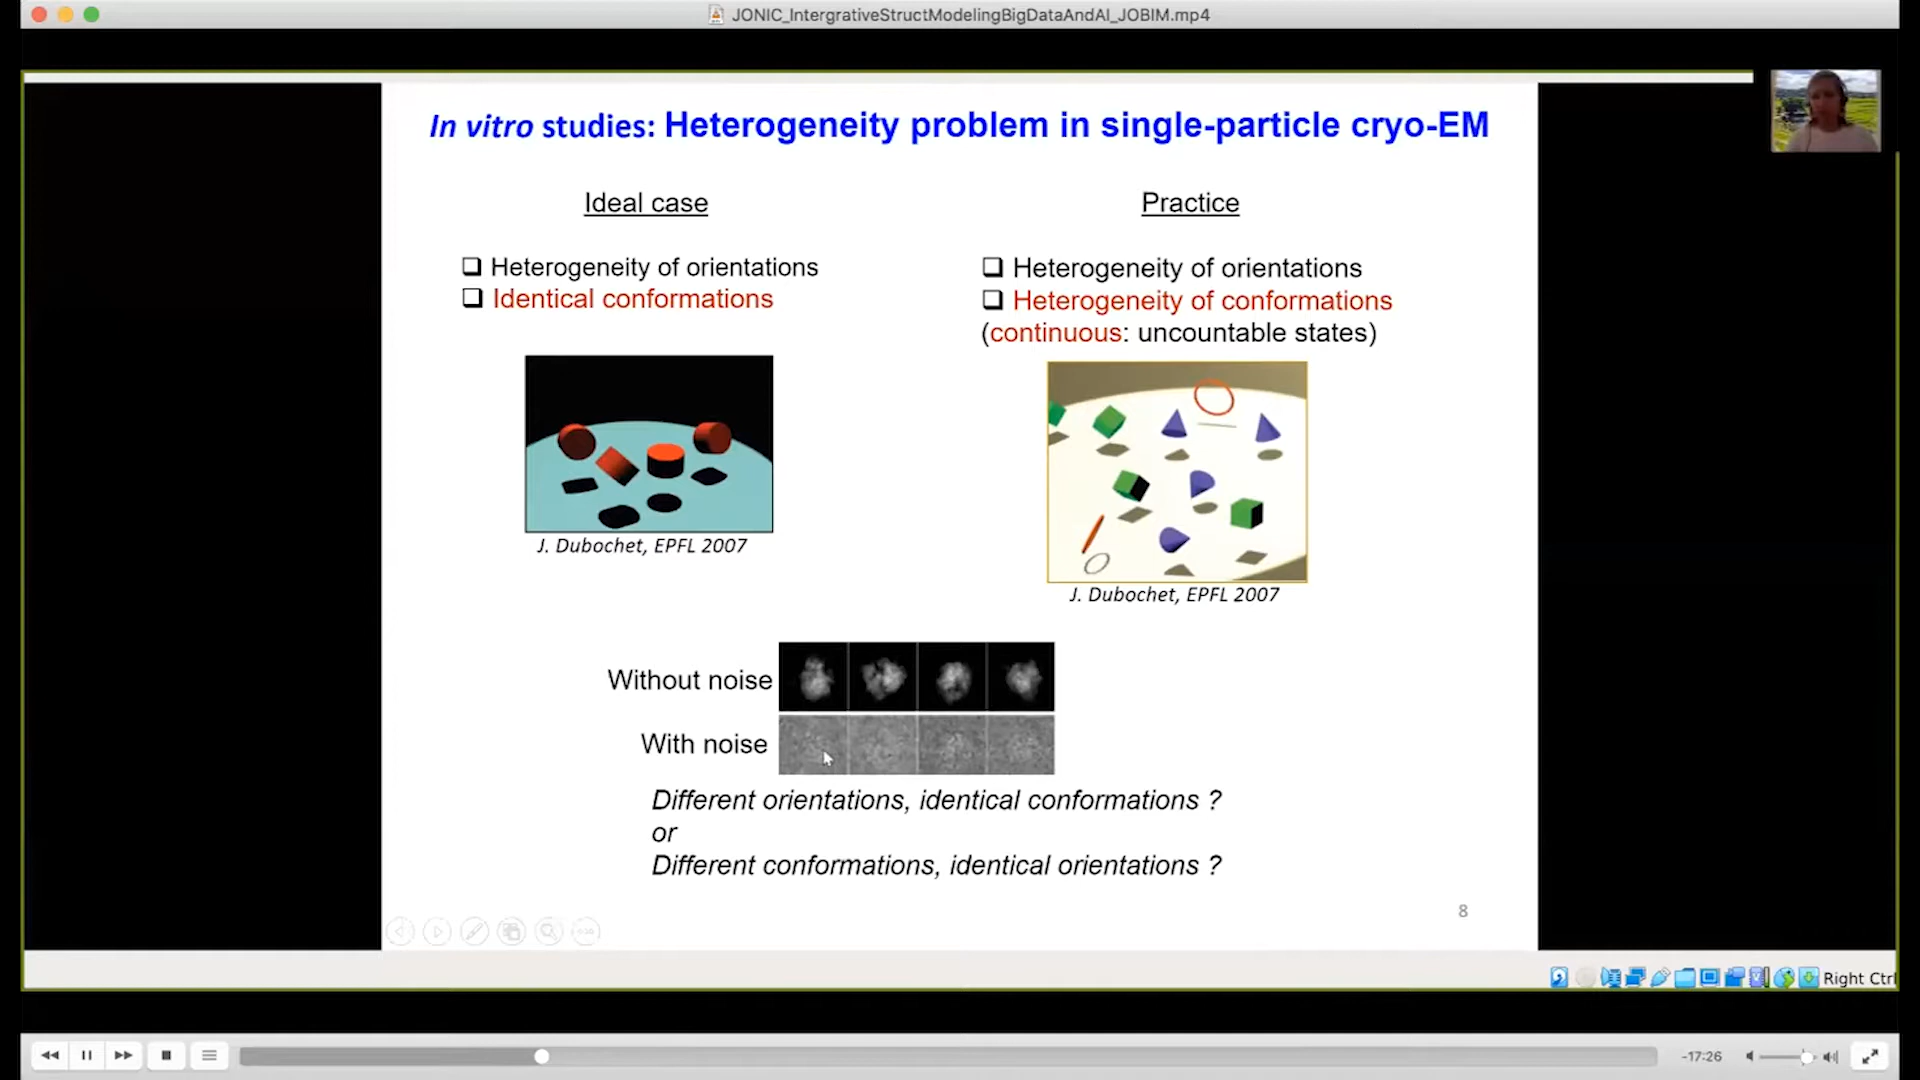 JONIC_IntergrativeStructModelingBigDataAndAI_JOBIM.mp4
In vitro studies: Heterogeneity problem in single-particle cryo-EM
Ideal case
Heterogeneity of orientations
Identical conformations
J. Dubochet, EPFL 2007
Practice
Heterogeneity of orientations
Heterogeneity of conformations
(continuous: uncountable states)
J. Dubochet, EPFL 2007
Without noise
With noise
Different orientations, identical conformations ?
or
Different conformations, identical orientations ?
8
Right Ctrl
-17:26